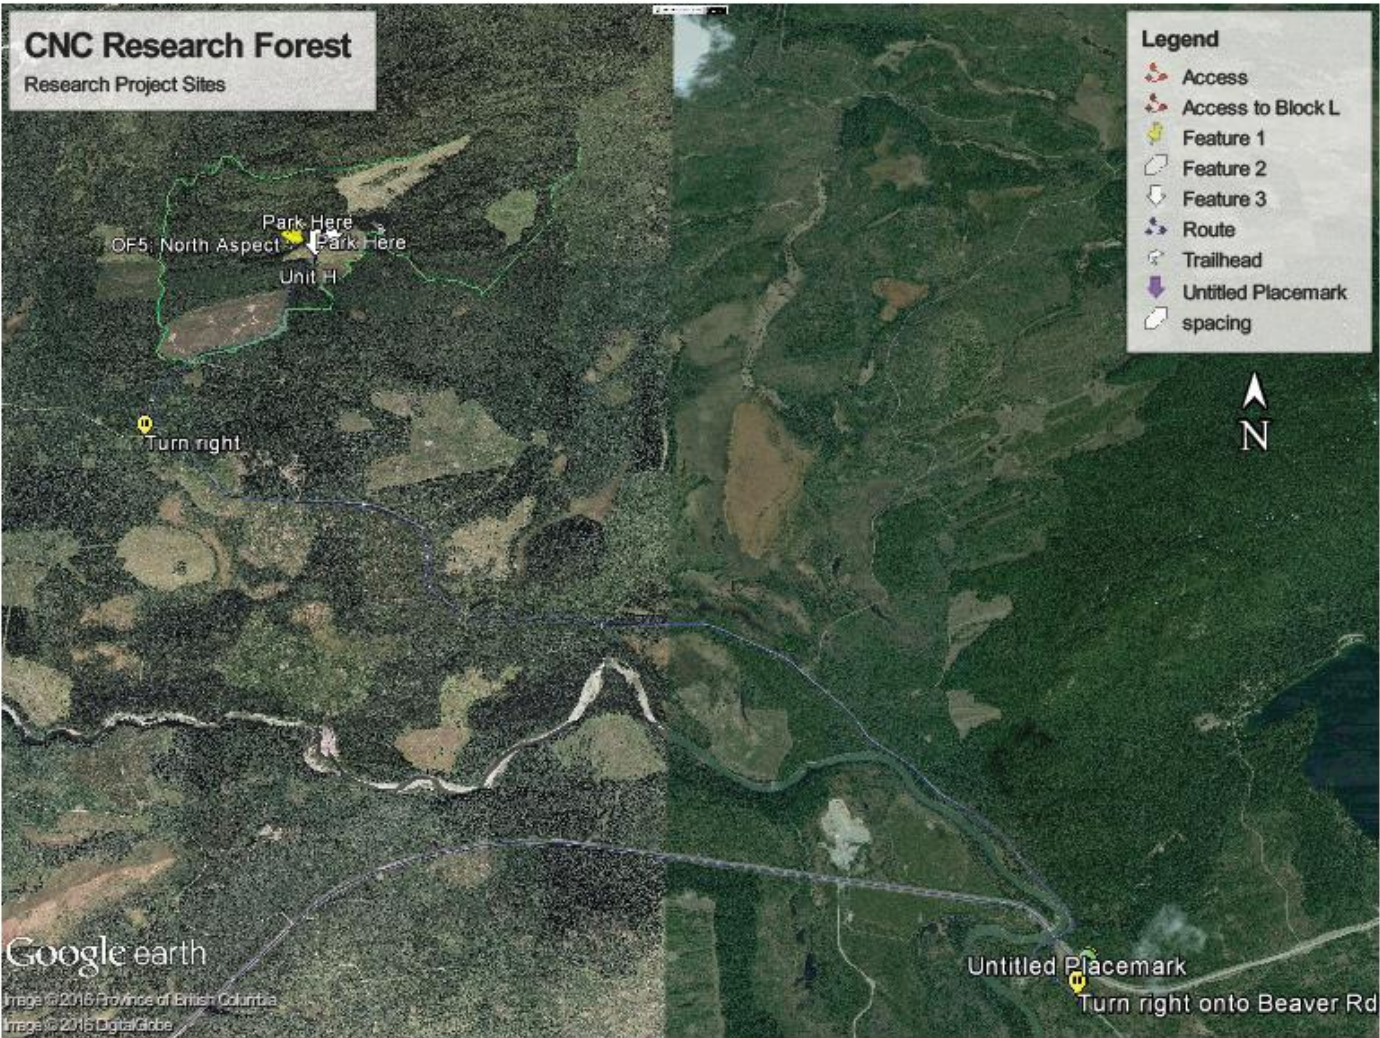 CNC Research Forest
Research Project Sites
Legend
Access
Access to Block L
Feature 1
Feature 2
Feature 3
Route
Trailhead
Untitled Placemark
spacing
N
Park Here
OF5; North Aspect
Park Here
Unit H
Turn right
Untitled Placemark
Turn right onto Beaver Rd
Google earth
Image © 2016 Province of British Columbia
Image © 2016 DigitalGlobe